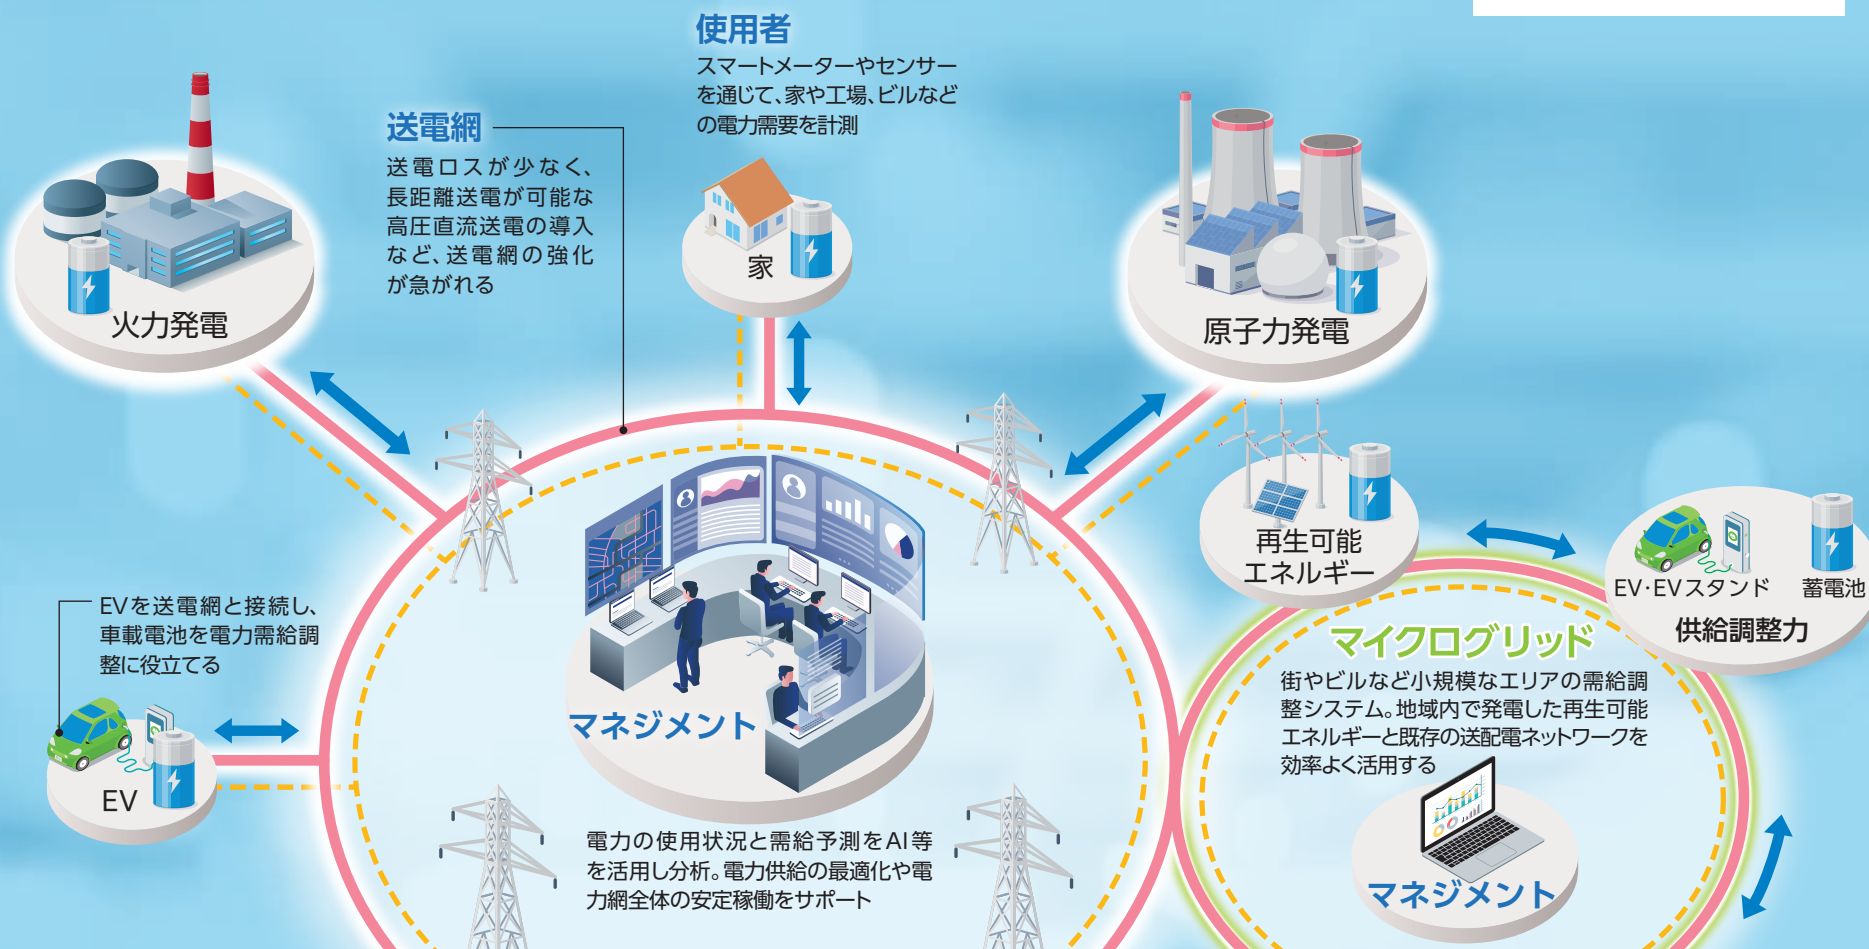 使用者
スマートメーターやセンサー
を通じて、家や工場、ビルなど
の電力需要を計測
送電網
送電ロスが少なく、
長距離送電が可能な
高圧直流送電の導入
など、送電網の強化
が急がれる
家
火力発電
原子力発電
再生可能
エネルギー
EV・EVスタンド
蓄電池
供給調整力
EVを送電網と接続し、
車載電池を電力需給調
整に役立てる
EV
マネジメント
電力の使用状況と需給予測をAI等
を活用し分析。電力供給の最適化や電
力網全体の安定稼働をサポート
マイクログリッド
街やビルなど小規模なエリアの需給調
整システム。地域内で発電した再生可能
エネルギーと既存の送配電ネットワークを
効率よく活用する
マネジメント